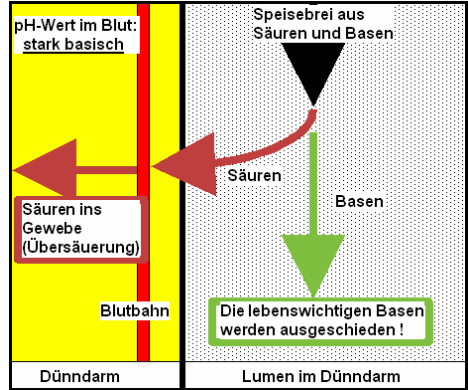 pH-Wert im Blut:
stark basisch
Speisebrei aus
Säuren und Basen
Säuren
Basen
Säuren ins
Gewebe
(Übersäuerung)
Blutbahn
Die lebenswichtigen Basen
werden ausgeschieden !
Dünndarm
Lumen im Dünndarm